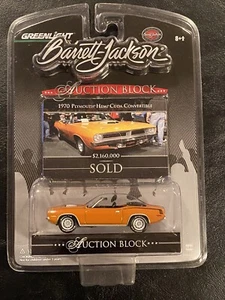 GREENLIGHT
Barrett-Jackson
8+
AUCTION BLOCK
1970 PLYMOUTH HEMI CUDA CONVERTIBLE
$2,160,000
SOLD
AUCTION BLOCK